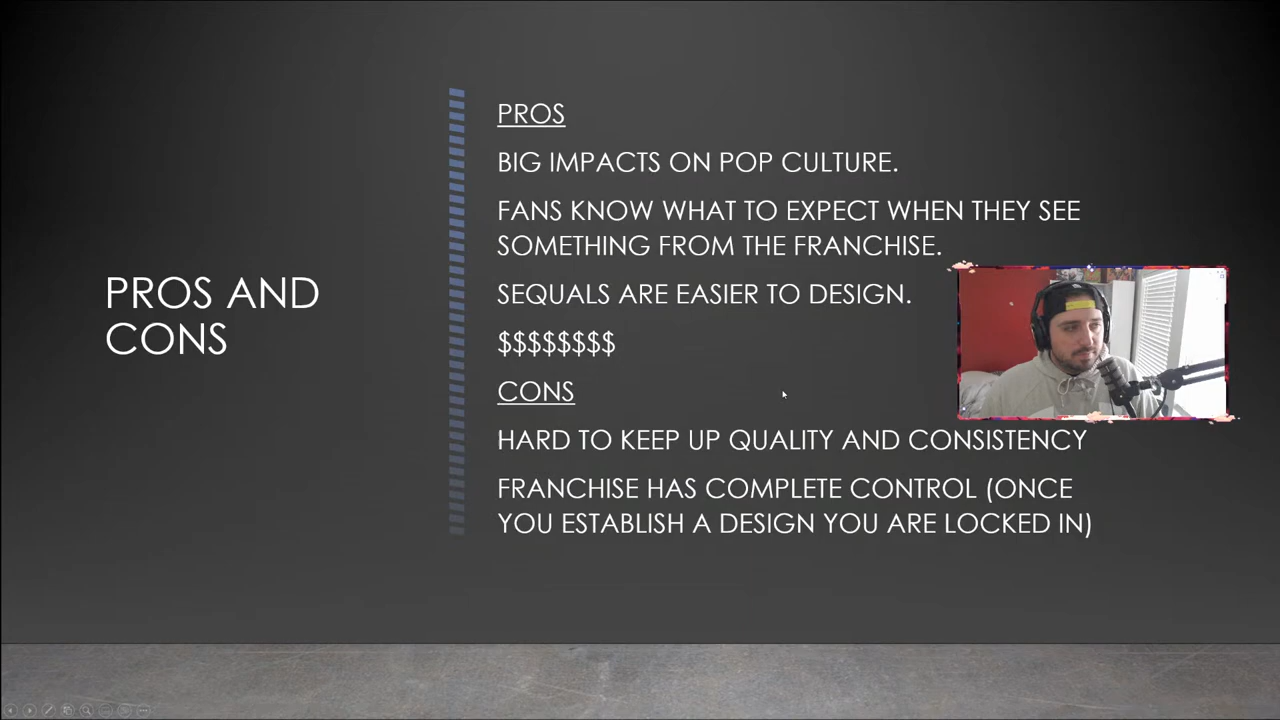 PROS AND
CONS
PROS
BIG IMPACTS ON POP CULTURE.
FANS KNOW WHAT TO EXPECT WHEN THEY SEE
SOMETHING FROM THE FRANCHISE.
SEQUALS ARE EASIER TO DESIGN.
$$$$$$$$
CONS
HARD TO KEEP UP QUALITY AND CONSISTENCY
FRANCHISE HAS COMPLETE CONTROL (ONCE
YOU ESTABLISH A DESIGN YOU ARE LOCKED IN)